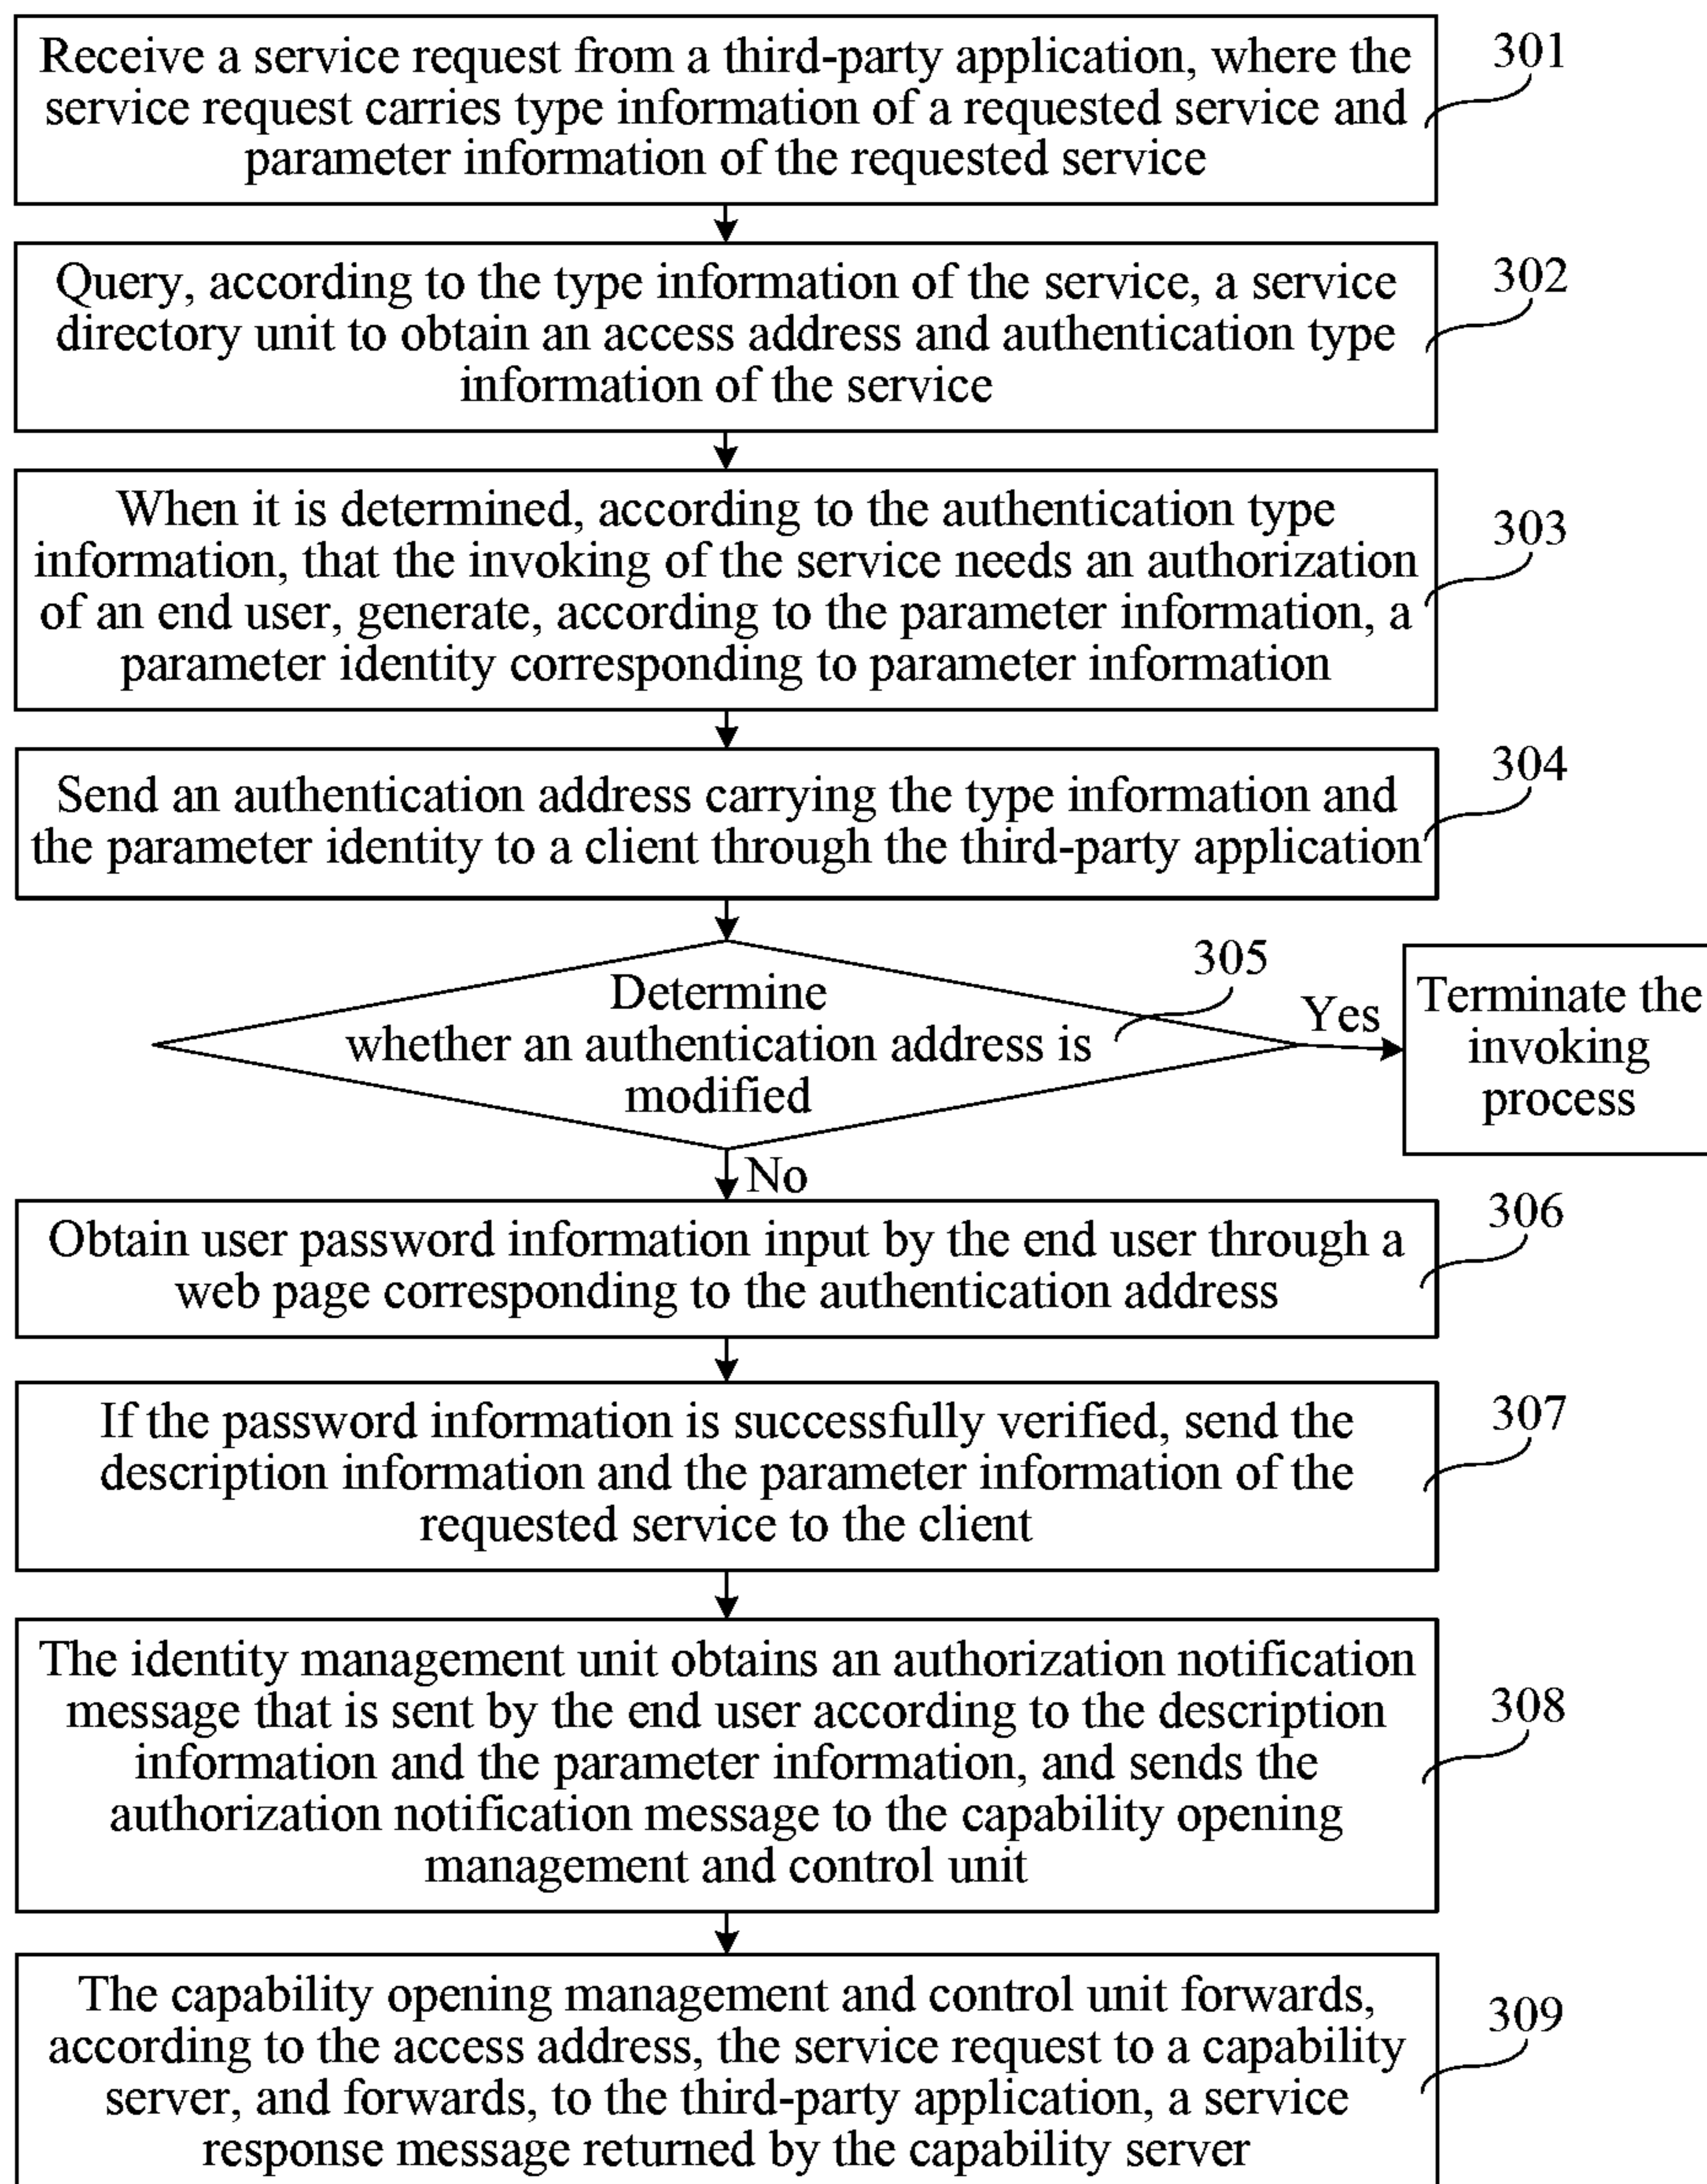 Receive a service request from a third-party application, where the
service request carries type information of a requested service and
parameter information of the requested service
301
Query, according to the type information of the service, a service
directory unit to obtain an access address and authentication type
information of the service
302
When it is determined, according to the authentication type
information, that the invoking of the service needs an authorization
of an end user, generate, according to the parameter information, a
parameter identity corresponding to parameter information
303
Send an authentication address carrying the type information and
the parameter identity to a client through the third-party application
304
Determine
whether an authentication address is
modified
305
Yes
Terminate the
invoking
process
No
Obtain user password information input by the end user through a
web page corresponding to the authentication address
306
If the password information is successfully verified, send the
description information and the parameter information of the
requested service to the client
307
The identity management unit obtains an authorization notification
message that is sent by the end user according to the description
information and the parameter information, and sends the
authorization notification message to the capability opening
management and control unit
308
The capability opening management and control unit forwards,
according to the access address, the service request to a capability
server, and forwards, to the third-party application, a service
response message returned by the capability server
309